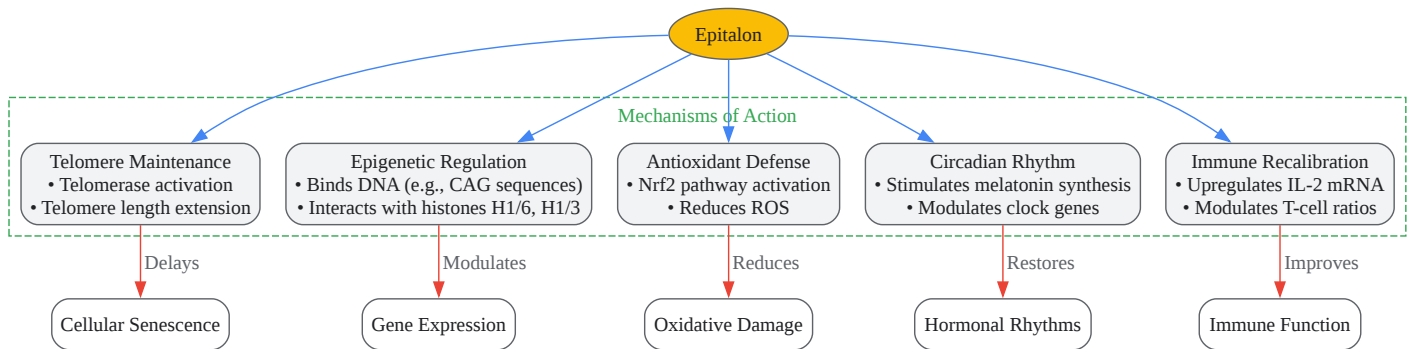 Epitalon
Mechanisms of Action
Telomere Maintenance
• Telomerase activation
• Telomere length extension
Epigenetic Regulation
• Binds DNA (e.g., CAG sequences)
• Interacts with histones H1/6, H1/3
Antioxidant Defense
• Nrf2 pathway activation
• Reduces ROS
Circadian Rhythm
• Stimulates melatonin synthesis
• Modulates clock genes
Immune Recalibration
• Upregulates IL-2 mRNA
• Modulates T-cell ratios
Delays
Modulates
Reduces
Restores
Improves
Cellular Senescence
Gene Expression
Oxidative Damage
Hormonal Rhythms
Immune Function